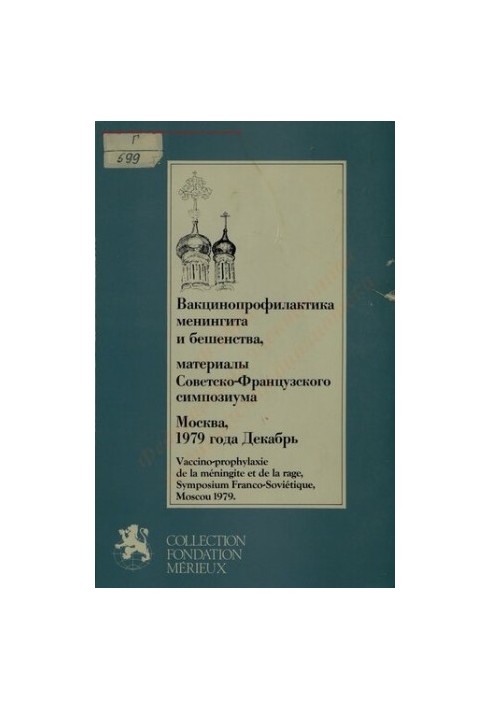 Г
599
Вакцинопрофилактика
менингита
и бешенства,
материалы
Советско-Французского
симпозиума
Москва,
1979 года Декабрь
Vaccino-prophylaxie
de la méningite et de la rage,
Symposium Franco-Soviétique,
Moscou 1979.
COLLECTION
FONDATION
MÉRIEUX